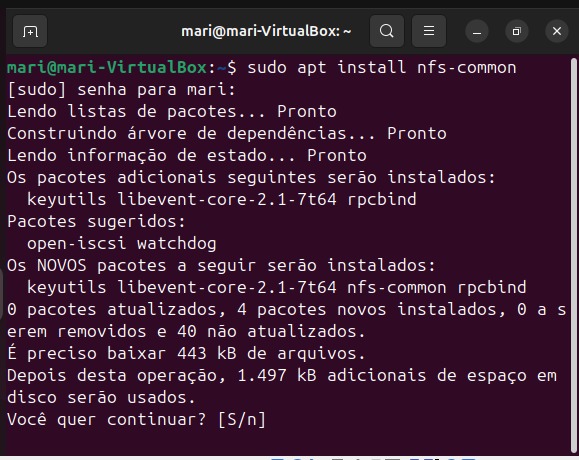 mari@mari-VirtualBox: ~
mari@mari-VirtualBox:~$ sudo apt install nfs-common
[sudo] senha para mari:
Lendo listas de pacotes... Pronto
Construindo árvore de dependências... Pronto
Lendo informação de estado... Pronto
Os pacotes adicionais seguintes serão instalados:
  keyutils libevent-core-2.1-7t64 rpcbind
Pacotes sugeridos:
  open-iscsi watchdog
Os NOVOS pacotes a seguir serão instalados:
  keyutils libevent-core-2.1-7t64 nfs-common rpcbind
0 pacotes atualizados, 4 pacotes novos instalados, 0 a s
erem removidos e 40 não atualizados.
É preciso baixar 443 kB de arquivos.
Depois desta operação, 1.497 kB adicionais de espaço em
disco serão usados.
Você quer continuar? [S/n]